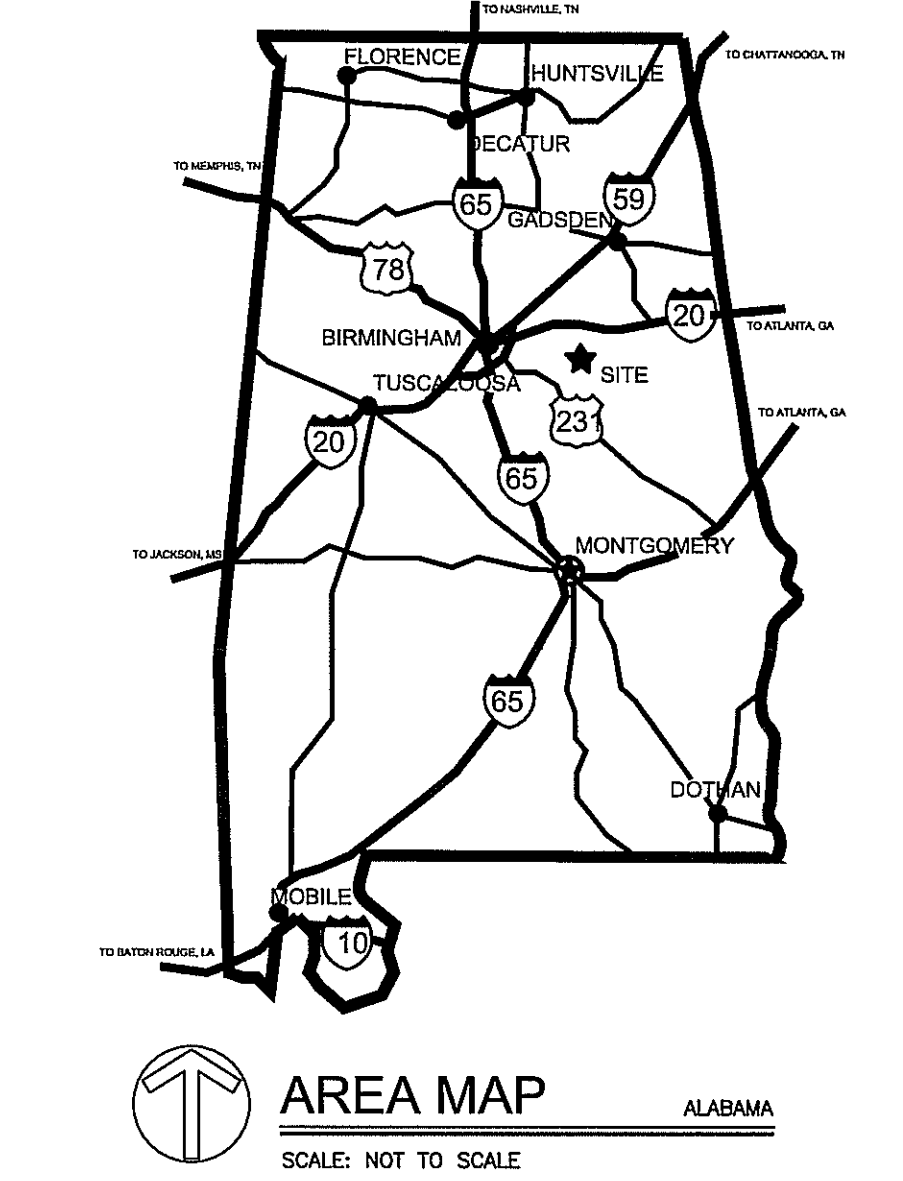 TO NASHVILLE, TN
TO CHATTANOOGA, TN
FLORENCE
HUNTSVILLE
DECATUR
TO MEMPHIS, TN
65
59
GADSDEN
78
20
TO ATLANTA, GA
BIRMINGHAM
SITE
TUSCALOOSA
231
TO ATLANTA, GA
20
65
TO JACKSON, MS
MONTGOMERY
65
DOTHAN
MOBILE
10
TO BATON ROUGE, LA
AREA MAP
ALABAMA
SCALE: NOT TO SCALE